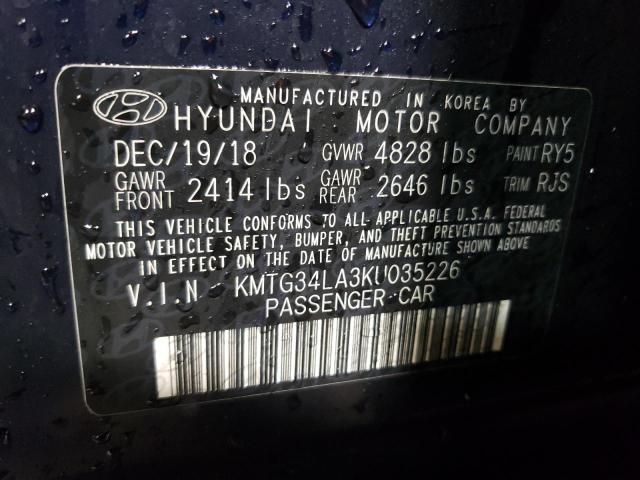 MANUFACTURED IN KOREA BY
HYUNDAI MOTOR COMPANY
DEC/19/18 GVWR 4828 lbs PAINT RY5
GAWR FRONT 2414 lbs GAWR REAR 2646 lbs TRIM RJS
THIS VEHICLE CONFORMS TO ALL APPLICABLE U.S.A. FEDERAL
MOTOR VEHICLE SAFETY, BUMPER, AND THEFT PREVENTION STANDARDS
IN EFFECT ON THE DATE OF MANUFACTURE SHOWN ABOVE.
V.I.N KMTG34LA3KU035226
PASSENGER CAR